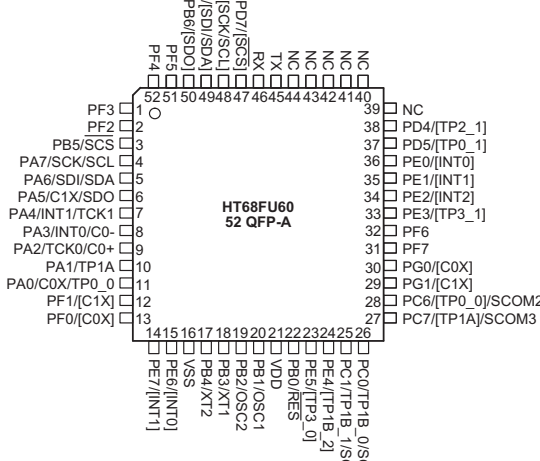 PF4
PF5
PB6/[SDO]
/[SDI/SDA]
[SCK/SCL]
PD7/[SCS]
RX
TX
NC
NC
NC
NC
NC
52 51 50 49 48 47 46 45 44 43 42 41 40
PF3 1
PF2 2
PB5/SCS 3
PA7/SCK/SCL 4
PA6/SDI/SDA 5
PA5/C1X/SDO 6
PA4/INT1/TCK1 7
PA3/INT0/C0- 8
PA2/TCK0/C0+ 9
PA1/TP1A 10
PA0/C0X/TP0_0 11
PF1/[C1X] 12
PF0/[C0X] 13
HT68FU60
52 QFP-A
39 NC
38 PD4/[TP2_1]
37 PD5/[TP0_1]
36 PE0/[INT0]
35 PE1/[INT1]
34 PE2/[INT2]
33 PE3/[TP3_1]
32 PF6
31 PF7
30 PG0/[C0X]
29 PG1/[C1X]
28 PC6/[TP0_0]/SCOM2
27 PC7/[TP1A]/SCOM3
14 15 16 17 18 19 20 21 22 23 24 25 26
PE7/[INT1]
PE6/[INT0]
VSS
PB4/XT2
PB3/XT1
PB2/OSC2
PB1/OSC1
VDD
PB0/RES
PE5/[TP3_0]
PE4/[TP1B_2]
PC1/TP1B_1/S
PC0/TP1B_0/S